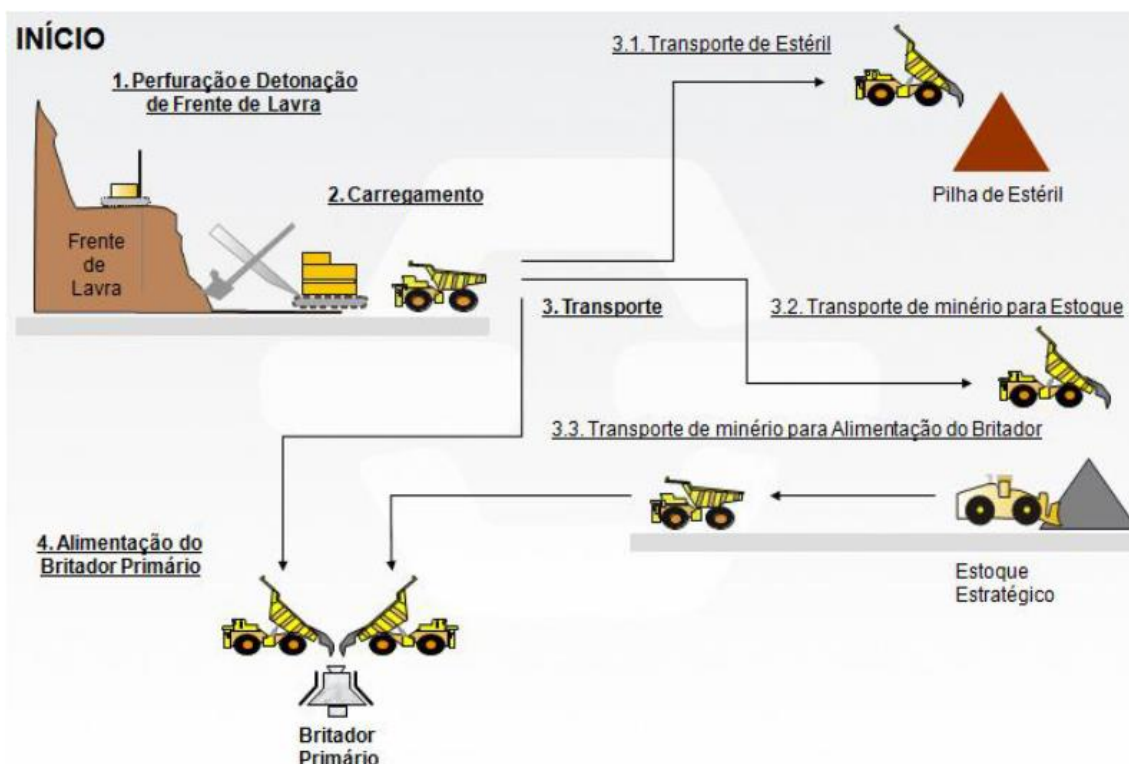 INÍCIO
1. Perfuração e Detonação
de Frente de Lavra
3.1. Transporte de Estéril
2. Carregamento
Pilha de Estéril
Frente
de
Lavra
3. Transporte
3.2. Transporte de minério para Estoque
3.3. Transporte de minério para Alimentação do Britador
4. Alimentação do
Britador Primário
Estoque
Estratégico
Britador
Primário